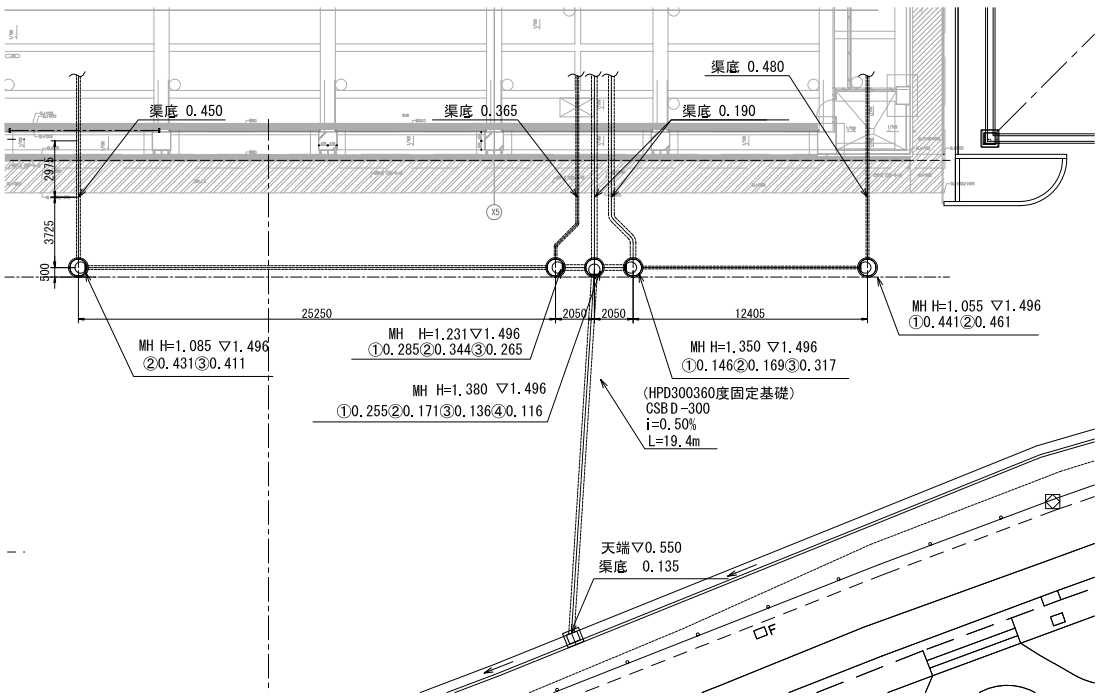 渠底 0.480
渠底 0.450
渠底 0.365
渠底 0.190
X5
2975
3725
500
25250
2050
2050
12405
MH H=1.055 ▽1.496
①0.441②0.461
MH H=1.231▽1.496
①0.285②0.344③0.265
MH H=1.085 ▽1.496
②0.431③0.411
MH H=1.350 ▽1.496
①0.146②0.169③0.317
MH H=1.380 ▽1.496
①0.255②0.171③0.136④0.116
(HPD300360度固定基礎)
CSBD-300
i=0.50%
L=19.4m
天端▽0.550
渠底 0.135
F